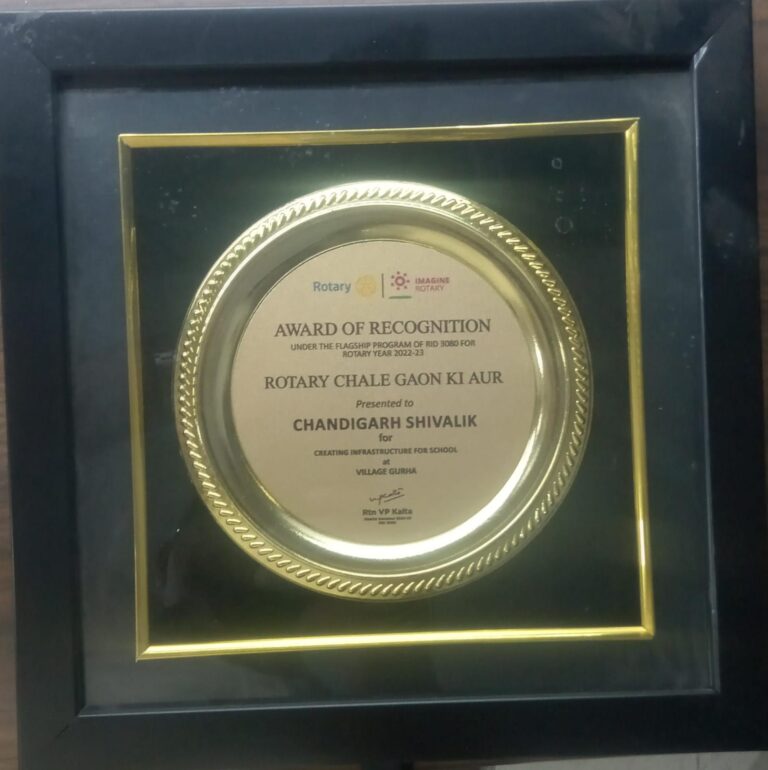 Rotary | IMAGINE
ROTARY
AWARD OF RECOGNITION
UNDER THE FLAGSHIP PROGRAM OF RID 3080 FOR
ROTARY YEAR 2022-23
ROTARY CHALE GAON KI AUR
Presented to
CHANDIGARH SHIVALIK
for
CREATING INFRASTRUCTURE FOR SCHOOL
at
VILLAGE GURHA
Rtn VP Kalta